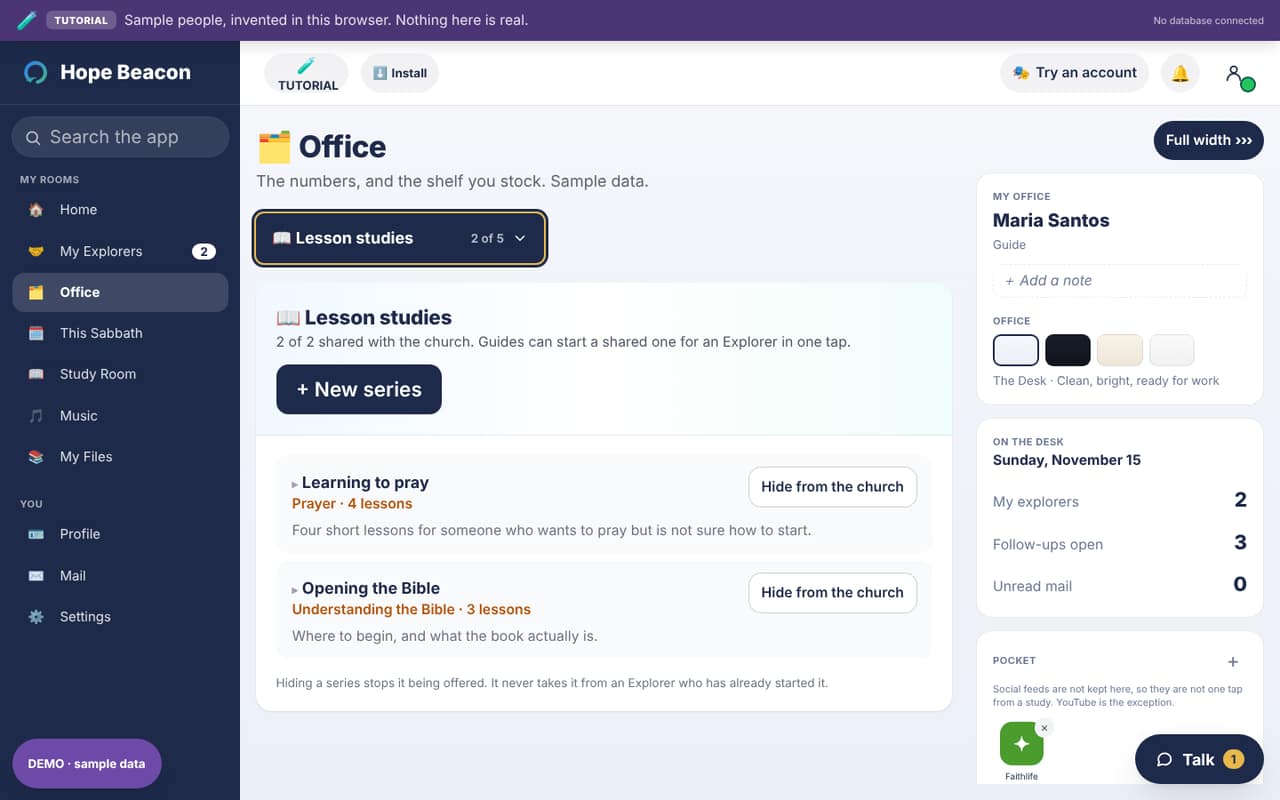 TUTORIAL Sample people, invented in this browser. Nothing here is real.
No database connected
Hope Beacon
Search the app
MY ROOMS
Home
My Explorers 2
Office
This Sabbath
Study Room
Music
My Files
YOU
Profile
Mail
Settings
DEMO · sample data
TUTORIAL
Install
Try an account
Office
The numbers, and the shelf you stock. Sample data.
Lesson studies 2 of 5
Lesson studies
2 of 2 shared with the church. Guides can start a shared one for an Explorer in one tap.
+ New series
Learning to pray
Prayer · 4 lessons
Four short lessons for someone who wants to pray but is not sure how to start.
Hide from the church
Opening the Bible
Understanding the Bible · 3 lessons
Where to begin, and what the book actually is.
Hide from the church
Hiding a series stops it being offered. It never takes it from an Explorer who has already started it.
Full width ›››
MY OFFICE
Maria Santos
Guide
+ Add a note
OFFICE
The Desk · Clean, bright, ready for work
ON THE DESK
Sunday, November 15
My explorers 2
Follow-ups open 3
Unread mail 0
POCKET +
Social feeds are not kept here, so they are not one tap
from a study. YouTube is the exception.
×
Faithlife
Talk 1